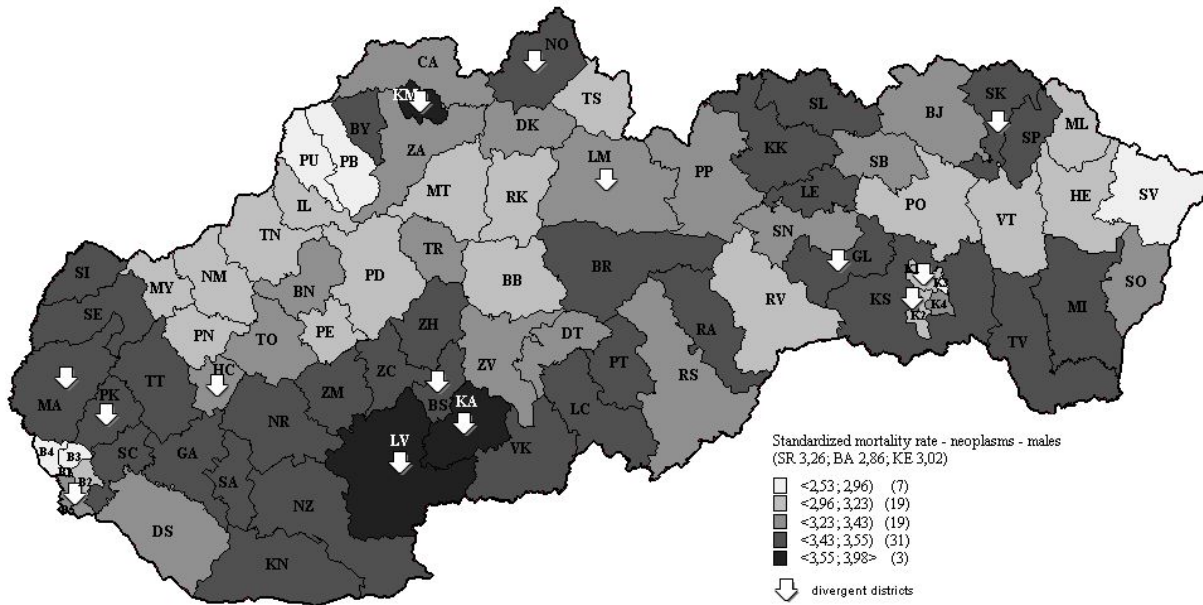 NO
CA
KM
TS
BY
DK
ZA
PU
PB
LM
PP
SL
KK
LE
BJ
SK
SP
ML
SB
PO
VT
HE
SV
IL
MT
RK
TN
SN
GL
TR
BR
BB
PD
BN
NM
MY
SI
SE
RV
KS
K3
K4
K2
MI
SO
PN
TO
PE
HC
ZH
DT
ZV
RA
PT
RS
TV
MA
PK
TT
ZM
ZC
BS
KA
LC
VK
NR
LV
B4
B3
B2
SC
GA
SA
NZ
DS
KN
Standardized mortality rate - neoplasms - males
(SR 3,26; BA 2,86; KE 3,02)
<2,53 ; 2,96) (7)
<2,96 ; 3,23) (19)
<3,23 ; 3,43) (19)
<3,43 ; 3,55) (31)
<3,55 ; 3,98> (3)
divergent districts